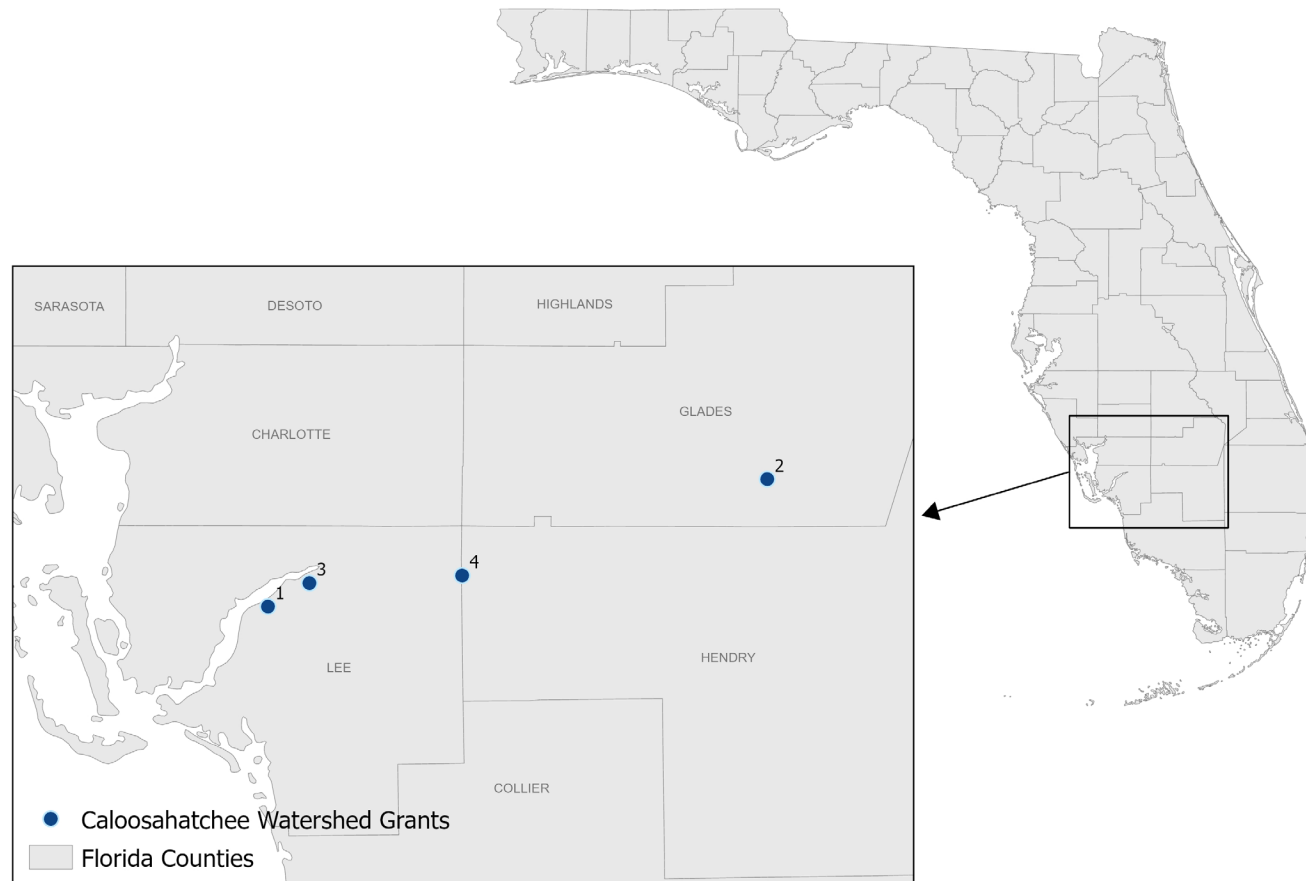 SARASOTA
DESOTO
HIGHLANDS
GLADES
CHARLOTTE
2
4
3
1
HENDRY
LEE
COLLIER
Caloosahatchee Watershed Grants
Florida Counties